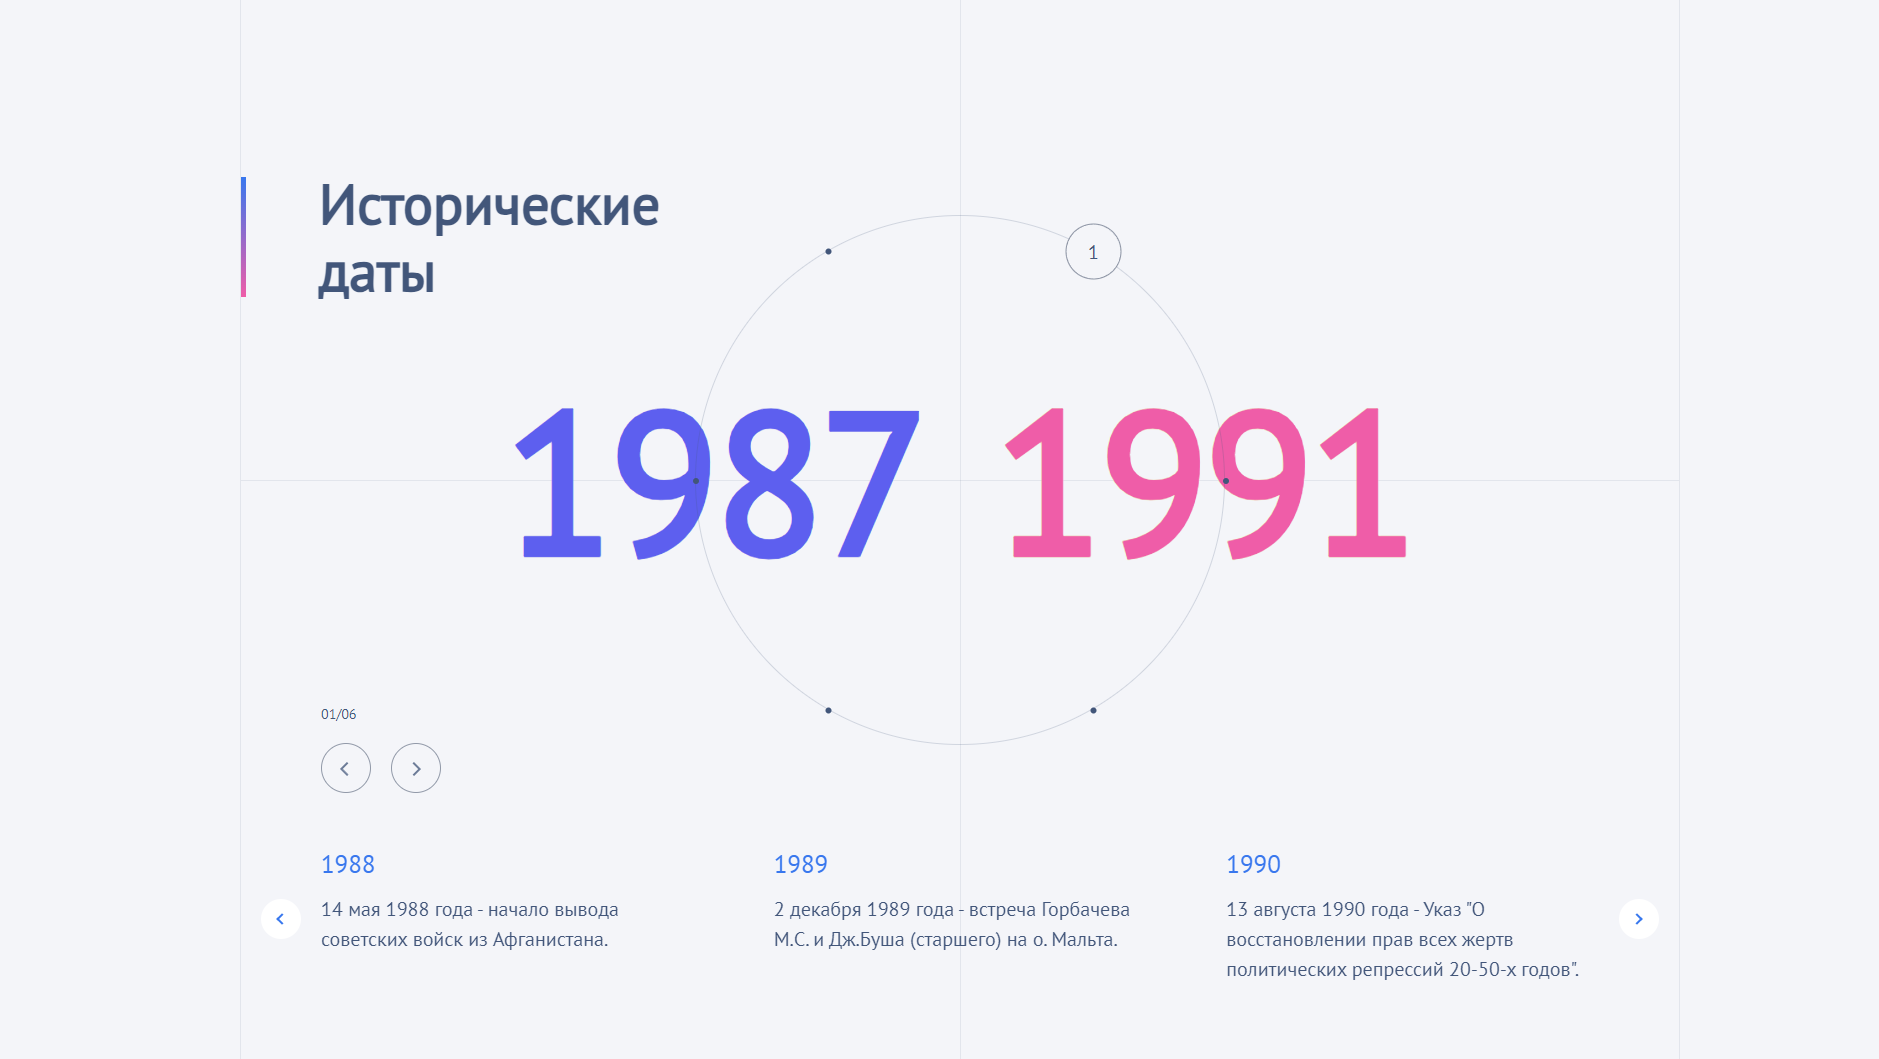 Исторические
даты
1
1987 1991
01/06
1988
14 мая 1988 года - начало вывода
советских войск из Афганистана.
1989
2 декабря 1989 года - встреча Горбачева
М.С. и Дж.Буша (старшего) на о. Мальта.
1990
13 августа 1990 года - Указ "О
восстановлении прав всех жертв
политических репрессий 20-50-х годов".